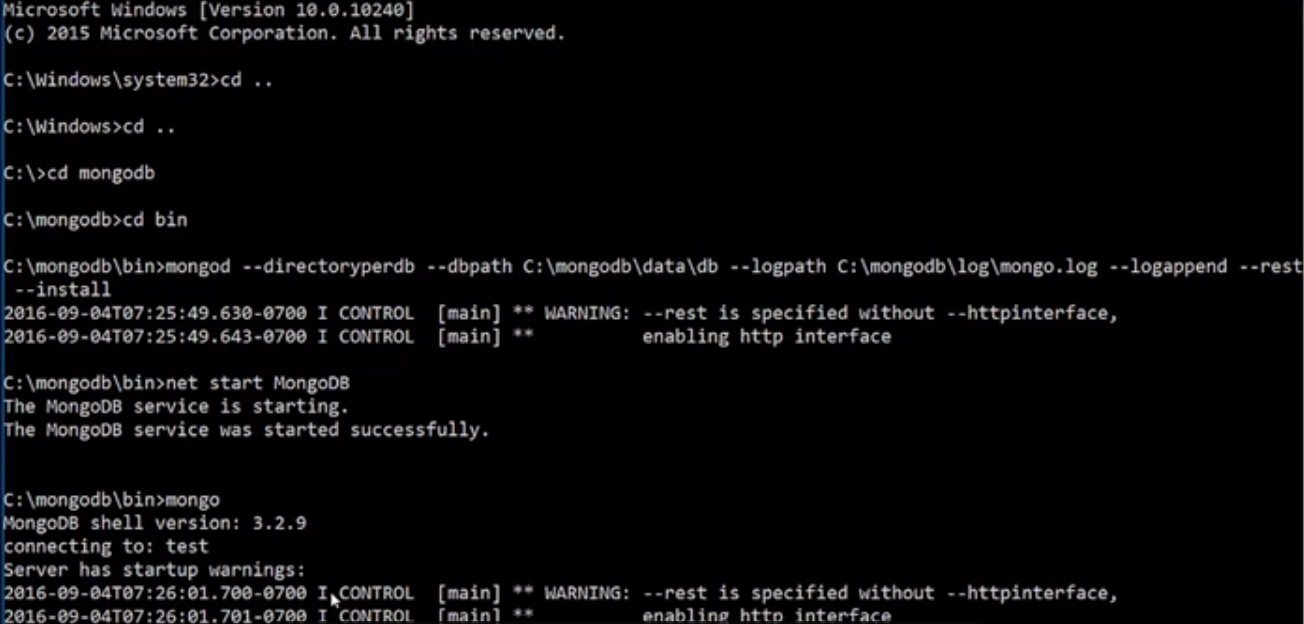 Microsoft Windows [Version 10.0.10240]
(c) 2015 Microsoft Corporation. All rights reserved.
C:\Windows\system32>cd ..
C:\Windows>cd ..
C:\>cd mongodb
C:\mongodb>cd bin
C:\mongodb\bin>mongod --directoryperdb --dbpath C:\mongodb\data\db --logpath C:\mongodb\log\mongo.log --logappend --rest
--install
2016-09-04T07:25:49.630-0700 I CONTROL  [main] ** WARNING: --rest is specified without --httpinterface,
2016-09-04T07:25:49.643-0700 I CONTROL  [main] **          enabling http interface
C:\mongodb\bin>net start MongoDB
The MongoDB service is starting.
The MongoDB service was started successfully.
C:\mongodb\bin>mongo
MongoDB shell version: 3.2.9
connecting to: test
Server has startup warnings:
2016-09-04T07:26:01.700-0700 I CONTROL  [main] ** WARNING: --rest is specified without --httpinterface,
2016-09-04T07:26:01.701-0700 I CONTROL  [main] **          enabling http interface